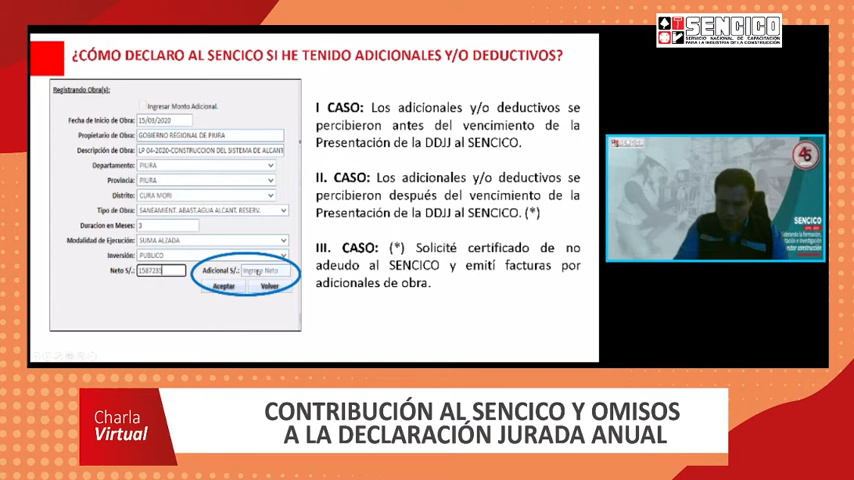 SENCICO
SERVICIO NACIONAL DE CAPACITACIÓN
PARA LA INDUSTRIA DE LA CONSTRUCCIÓN
¿CÓMO DECLARO AL SENCICO SI HE TENIDO ADICIONALES Y/O DEDUCTIVOS?
Registrando Obra(s):
Ingresar Monto Adicional.
Fecha de Inicio de Obra: 15/03/2020
Propietario de Obra: GOBIERNO REGIONAL DE PIURA
Descripción de Obra: LP 04-2020-CONSTRUCCION DEL SISTEMA DE ALCANT
Departamento: PIURA
Provincia: PIURA
Distrito: CURA MORI
Tipo de Obra: SANEAMIENT. ABAST.AGUA ALCANT. RESERV.
Duracion en Meses: 3
Modalidad de Ejecución: SUMA ALZADA
Inversión: PUBLICO
Neto S/.: 1587235 Adicional S/.: Ingrese Neto
Aceptar Volver
I CASO: Los adicionales y/o deductivos se
percibieron antes del vencimiento de la
Presentación de la DDJJ al SENCICO.
II. CASO: Los adicionales y/o deductivos se
percibieron después del vencimiento de la
Presentación de la DDJJ al SENCICO. (*)
III. CASO: (*) Solicité certificado de no
adeudo al SENCICO y emití facturas por
adicionales de obra.
45
SENCICO
Charla
Virtual
CONTRIBUCIÓN AL SENCICO Y OMISOS
A LA DECLARACIÓN JURADA ANUAL